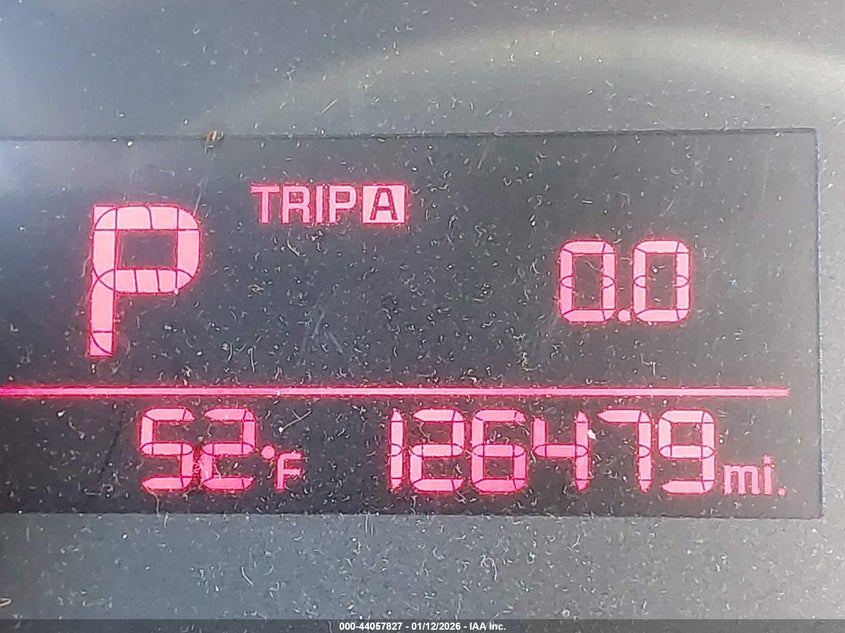 P
TRIP A
0.0
52°F 126479 mi.
000-44057827 - 01/12/2026 - IAA Inc.